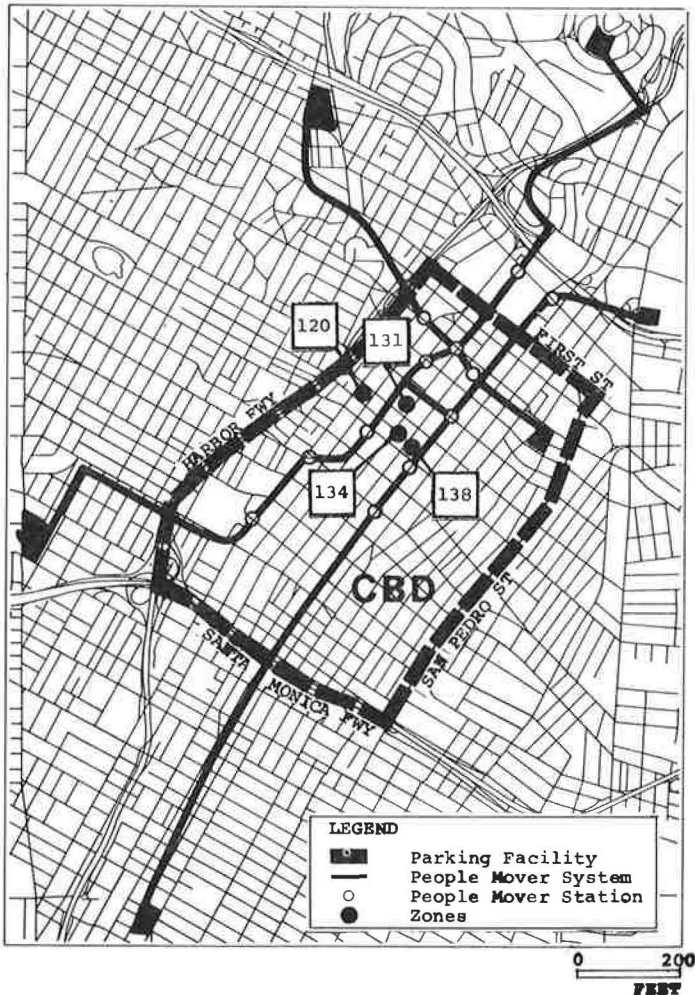 120
131
FIRST ST
HARBOR FWY
134
138
CBD
SAN PEDRO ST
SANTA MONICA FWY
LEGEND
Parking Facility
People Mover System
People Mover Station
Zones
0 200
FEET